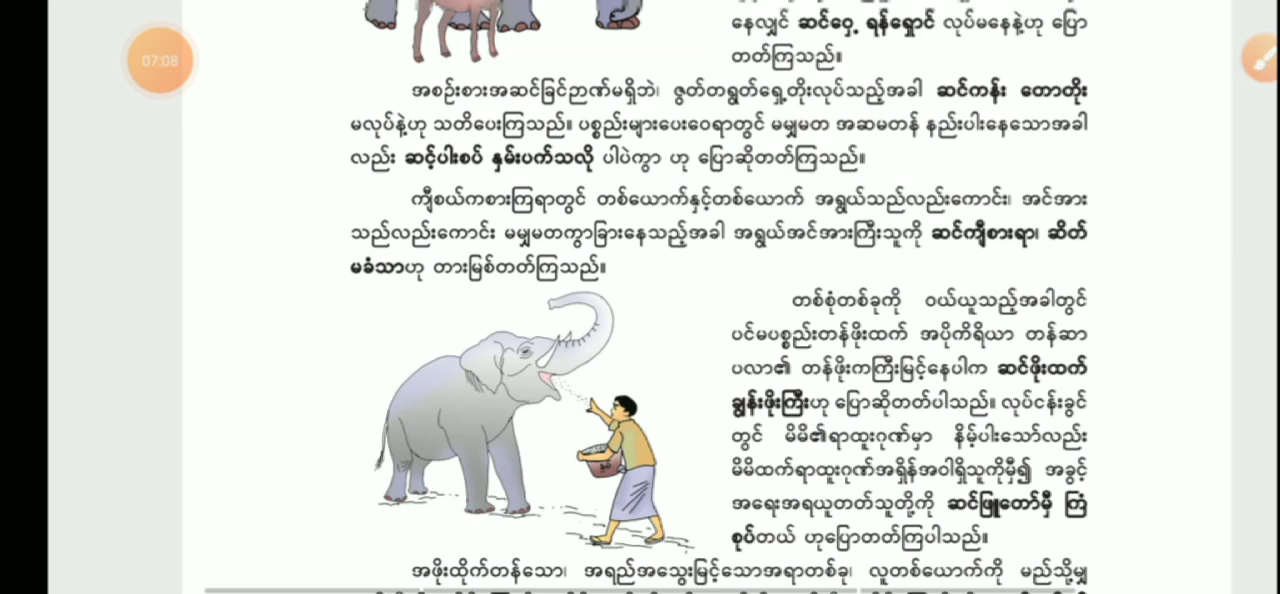 07:08
နေလျှင် ဆင်ဝှေ့ ရန်ရှောင် လုပ်မနေနဲ့ဟု ပြော
တတ်ကြသည်။
အစဉ်းစားအဆင်ခြင်ဉာဏ်မရှိဘဲ၊ ဇွတ်တရွတ်ရှေ့တိုးလုပ်သည့်အခါ ဆင်ကန်း တောတိုး
မလုပ်နဲ့ဟု သတိပေးကြသည်။ ပစ္စည်းများပေးဝေရာတွင် မမျှမတ အဆမတန် နည်းပါးနေသောအခါ
လည်း ဆင့်ပါးစပ် နှမ်းပက်သလို ပါပဲကွာ ဟု ပြောဆိုတတ်ကြသည်။
ကျီစယ်ကစားကြရာတွင် တစ်ယောက်နှင့်တစ်ယောက် အရွယ်သည်လည်းကောင်း၊ အင်အား
သည်လည်းကောင်း မမျှမတကွာခြားနေသည့်အခါ အရွယ်အင်အားကြီးသူကို ဆင်ကျီစားရာ၊ ဆိတ်
မခံသာဟု တားမြစ်တတ်ကြသည်။
တစ်စုံတစ်ခုကို ဝယ်ယူသည့်အခါတွင်
ပင်မပစ္စည်းတန်ဖိုးထက် အပိုကိရိယာ တန်ဆာ
ပလာ၏ တန်ဖိုးကကြီးမြင့်နေပါက ဆင်ဖိုးထက်
ချွန်းဖိုးကြီးဟု ပြောဆိုတတ်ပါသည်။ လုပ်ငန်းခွင်
တွင် မိမိ၏ရာထူးဂုဏ်မှာ နိမ့်ပါးသော်လည်း
မိမိထက်ရာထူးဂုဏ်အရှိန်အဝါရှိသူကိုမှီ၍ အခွင့်
အရေးအရယူတတ်သူတို့ကို ဆင်ဖြူတော်မှီ ကြံ
စုပ်တယ် ဟုပြောတတ်ကြပါသည်။
အဖိုးထိုက်တန်သော၊ အရည်အသွေးမြင့်သောအရာတစ်ခု၊ လူတစ်ယောက်ကို မည်သို့မျှ